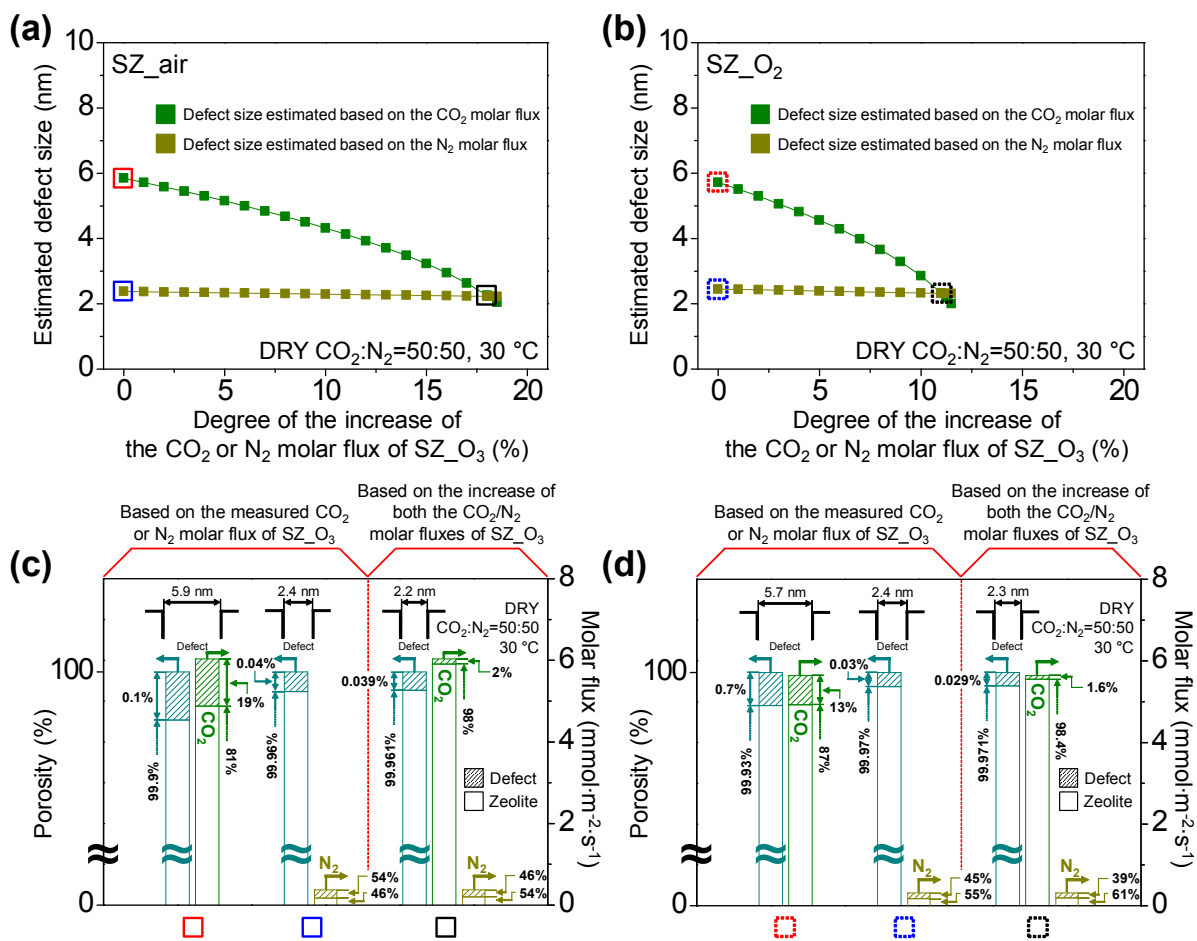 (a)
SZ_air
Defect size estimated based on the CO₂ molar flux
Defect size estimated based on the N₂ molar flux
DRY CO₂:N₂=50:50, 30 °C
Estimated defect size (nm)
10
8
6
4
2
0
0 5 10 15 20
Degree of the increase of
the CO₂ or N₂ molar flux of SZ_O₃ (%)
(b)
SZ_O₂
Defect size estimated based on the CO₂ molar flux
Defect size estimated based on the N₂ molar flux
DRY CO₂:N₂=50:50, 30 °C
Estimated defect size (nm)
10
8
6
4
2
0
0 5 10 15 20
Degree of the increase of
the CO₂ or N₂ molar flux of SZ_O₃ (%)
(c)
Based on the measured CO₂
or N₂ molar flux of SZ_O₃
Based on the increase of
both the CO₂/N₂
molar fluxes of SZ_O₃
5.9 nm
2.4 nm
2.2 nm
DRY
CO₂:N₂=50:50
30 °C
Defect
Defect
Defect
0.1%
99.9%
19%
81%
CO₂
0.04%
99.96%
0.039%
99.961%
2%
98%
CO₂
Defect
Zeolite
N₂
54%
46%
46%
54%
Porosity (%)
100
0
Molar flux (mmol·m⁻²·s⁻¹)
8
6
4
2
0
(d)
Based on the measured CO₂
or N₂ molar flux of SZ_O₃
Based on the increase of
both the CO₂/N₂
molar fluxes of SZ_O₃
5.7 nm
2.4 nm
2.3 nm
DRY
CO₂:N₂=50:50
30 °C
Defect
Defect
Defect
0.7%
99.93%
13%
87%
CO₂
0.03%
99.97%
0.029%
99.971%
1.6%
98.4%
CO₂
Defect
Zeolite
N₂
45%
55%
N₂
39%
61%
Porosity (%)
100
0
Molar flux (mmol·m⁻²·s⁻¹)
8
6
4
2
0